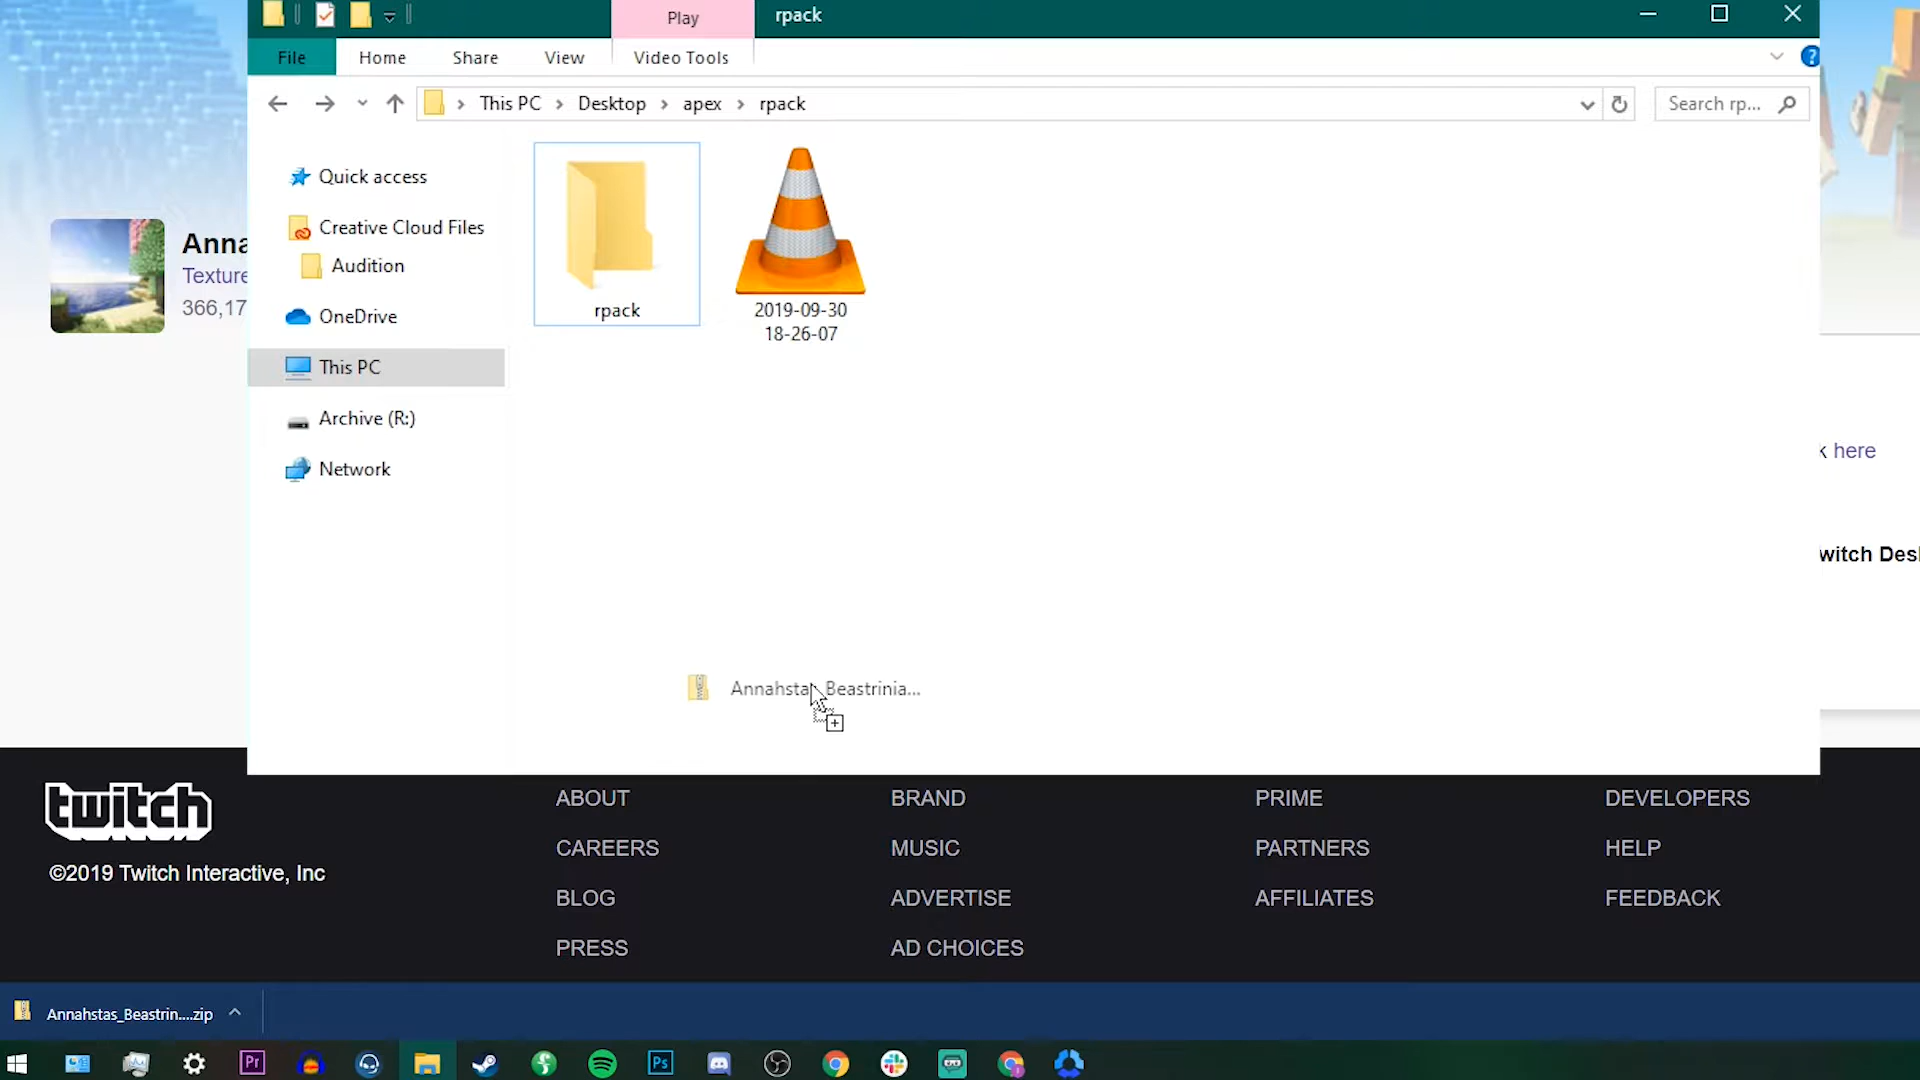 Play
rpack
File
Home
Share
View
Video Tools
This PC
Desktop
apex
rpack
Search rp...
Quick access
Creative Cloud Files
Audition
OneDrive
This PC
Archive (R:)
Network
rpack
2019-09-30
18-26-07
Anna
Texture
366,17
k here
witch Des
Annahsta_Beastrinia...
twitch
©2019 Twitch Interactive, Inc
ABOUT
CAREERS
BLOG
PRESS
BRAND
MUSIC
ADVERTISE
AD CHOICES
PRIME
PARTNERS
AFFILIATES
DEVELOPERS
HELP
FEEDBACK
Annahstas_Beastrin....zip
Pr
Ps